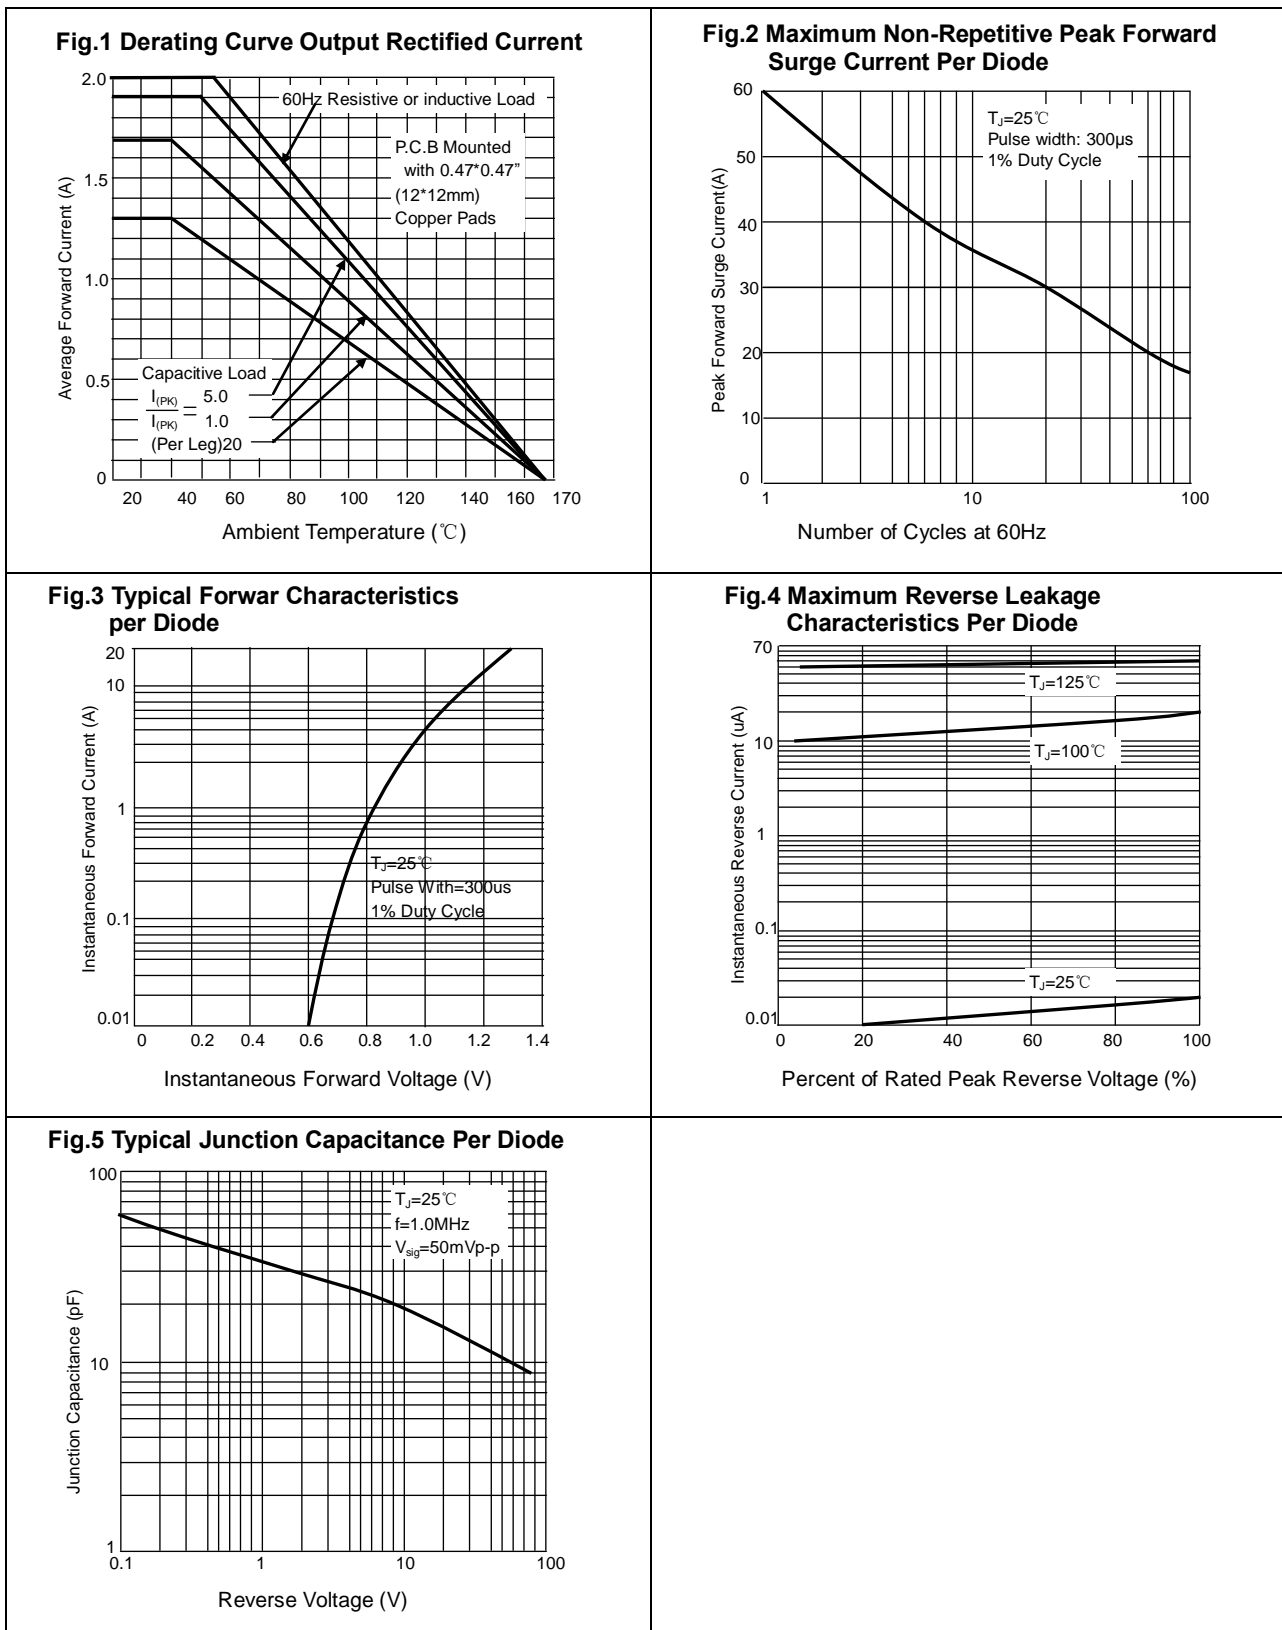 Fig.1 Derating Curve Output Rectified Current
2.0
1.5
1.0
0.5
0
Average Forward Current (A)
60Hz Resistive or inductive Load
P.C.B Mounted
with 0.47*0.47”
(12*12mm)
Copper Pads
Capacitive Load
I(PK) 5.0
=
I(PK) 1.0
(Per Leg)20
20 40 60 80 100 120 140 160 170
Ambient Temperature (℃)
Fig.2 Maximum Non-Repetitive Peak Forward
Surge Current Per Diode
60
50
40
30
20
10
0
Peak Forward Surge Current(A)
TJ=25℃
Pulse width: 300μs
1% Duty Cycle
1 10 100
Number of Cycles at 60Hz
Fig.3 Typical Forwar Characteristics
per Diode
20
10
1
0.1
0.01
Instantaneous Forward Current (A)
TJ=25℃
Pulse With=300us
1% Duty Cycle
0 0.2 0.4 0.6 0.8 1.0 1.2 1.4
Instantaneous Forward Voltage (V)
Fig.4 Maximum Reverse Leakage
Characteristics Per Diode
70
10
1
0.1
0.01
Instantaneous Reverse Current (uA)
TJ=125℃
TJ=100℃
TJ=25℃
0 20 40 60 80 100
Percent of Rated Peak Reverse Voltage (%)
Fig.5 Typical Junction Capacitance Per Diode
100
10
1
Junction Capacitance (pF)
TJ=25℃
f=1.0MHz
Vsig=50mVp-p
0.1 1 10 100
Reverse Voltage (V)